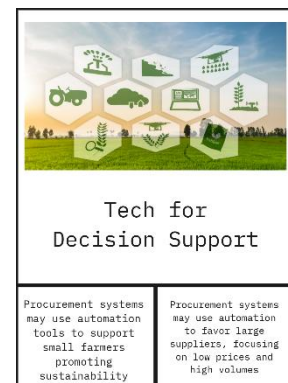 Tech for
Decision Support
Procurement systems
may use automation
tools to support
small farmers
promoting
sustainability
Procurement systems
may use automation
to favor large
suppliers, focusing
on low prices and
high volumes